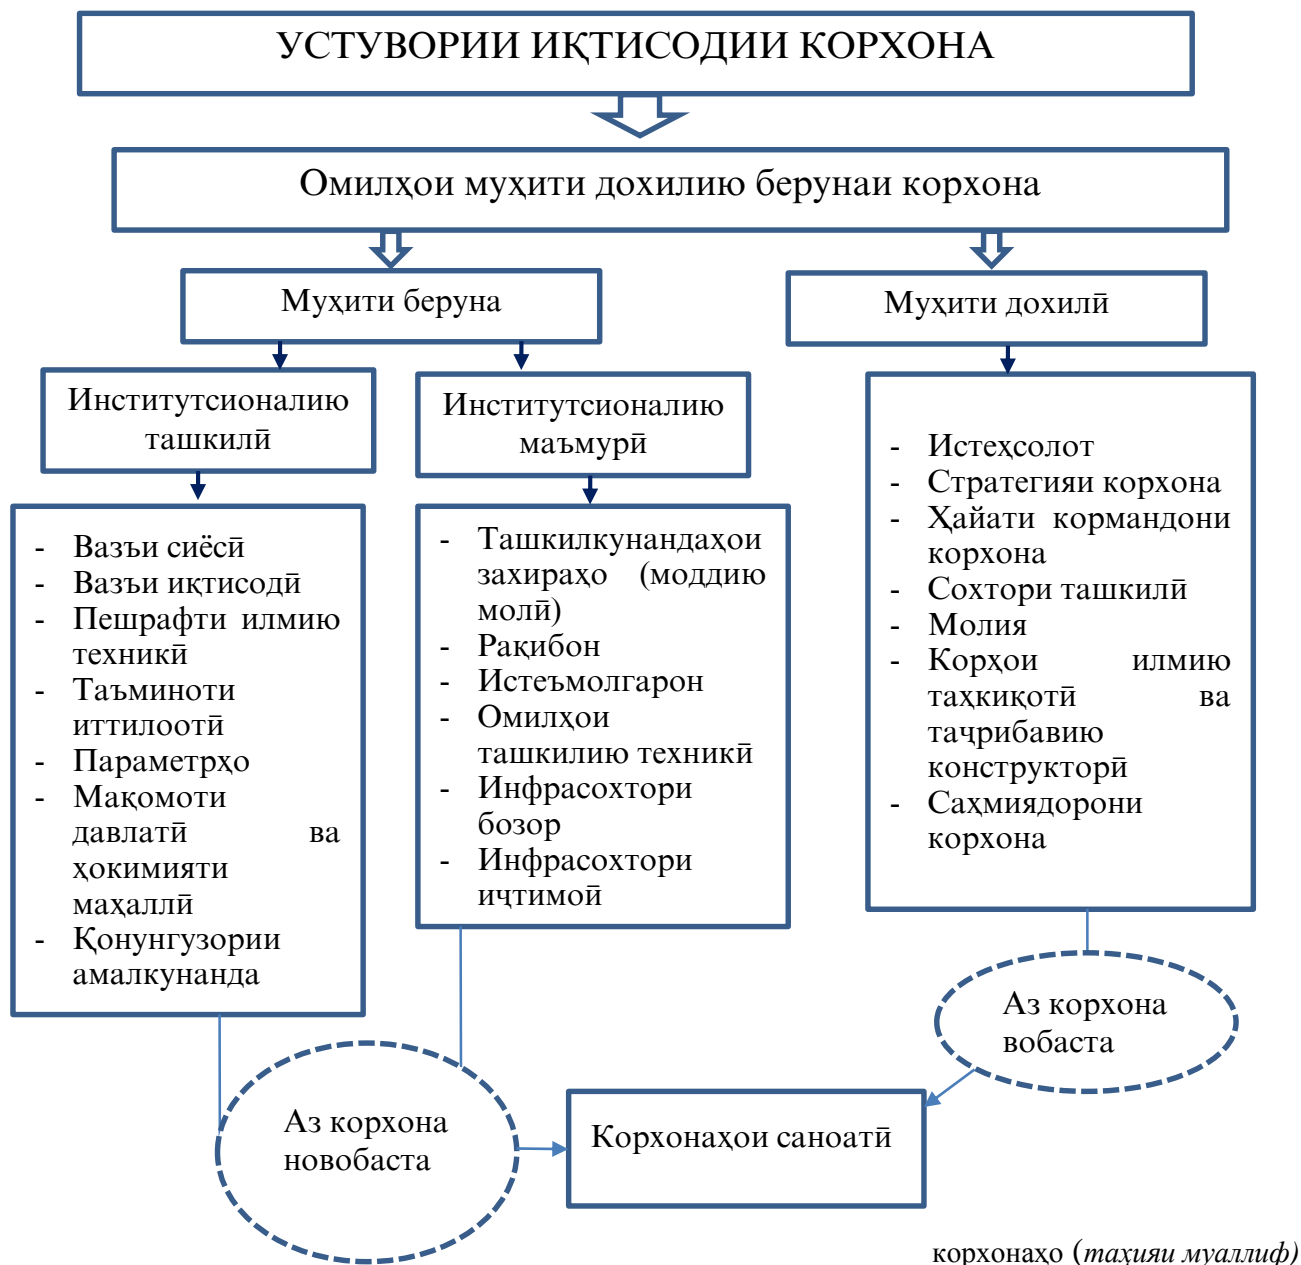 УСТУВОРИИ ИҚТИСОДИИ КОРХОНА
Омилҳои муҳити дохилию берунаи корхона
Муҳити беруна
Муҳити дохилӣ
Институтсионалию
ташкилӣ
Институтсионалию
маъмурӣ
- Вазъи сиёсӣ
- Вазъи иқтисодӣ
- Пешрафти илмию
техникӣ
- Таъминоти
иттилоотӣ
- Параметрҳо
- Мақомоти
давлатӣ ва
ҳокимияти
маҳаллӣ
- Қонунгузории
амалкунанда
- Ташкилкунандаҳои
захираҳо (моддию
молӣ)
- Рақибон
- Истеъмолгарон
- Омилҳои
ташкилию техникӣ
- Инфрасохтори
бозор
- Инфрасохтори
иҷтимоӣ
- Истеҳсолот
- Стратегияи корхона
- Ҳайати кормандони
корхона
- Сохтори ташкилӣ
- Молия
- Корҳои илмию
таҳкиқотӣ ва
таҷрибавию
конструкторӣ
- Саҳмиядорони
корхона
Аз корхона
вобаста
Аз корхона
новобаста
Корхонаҳои саноатӣ
корхонаҳо (таҳияи муаллиф)